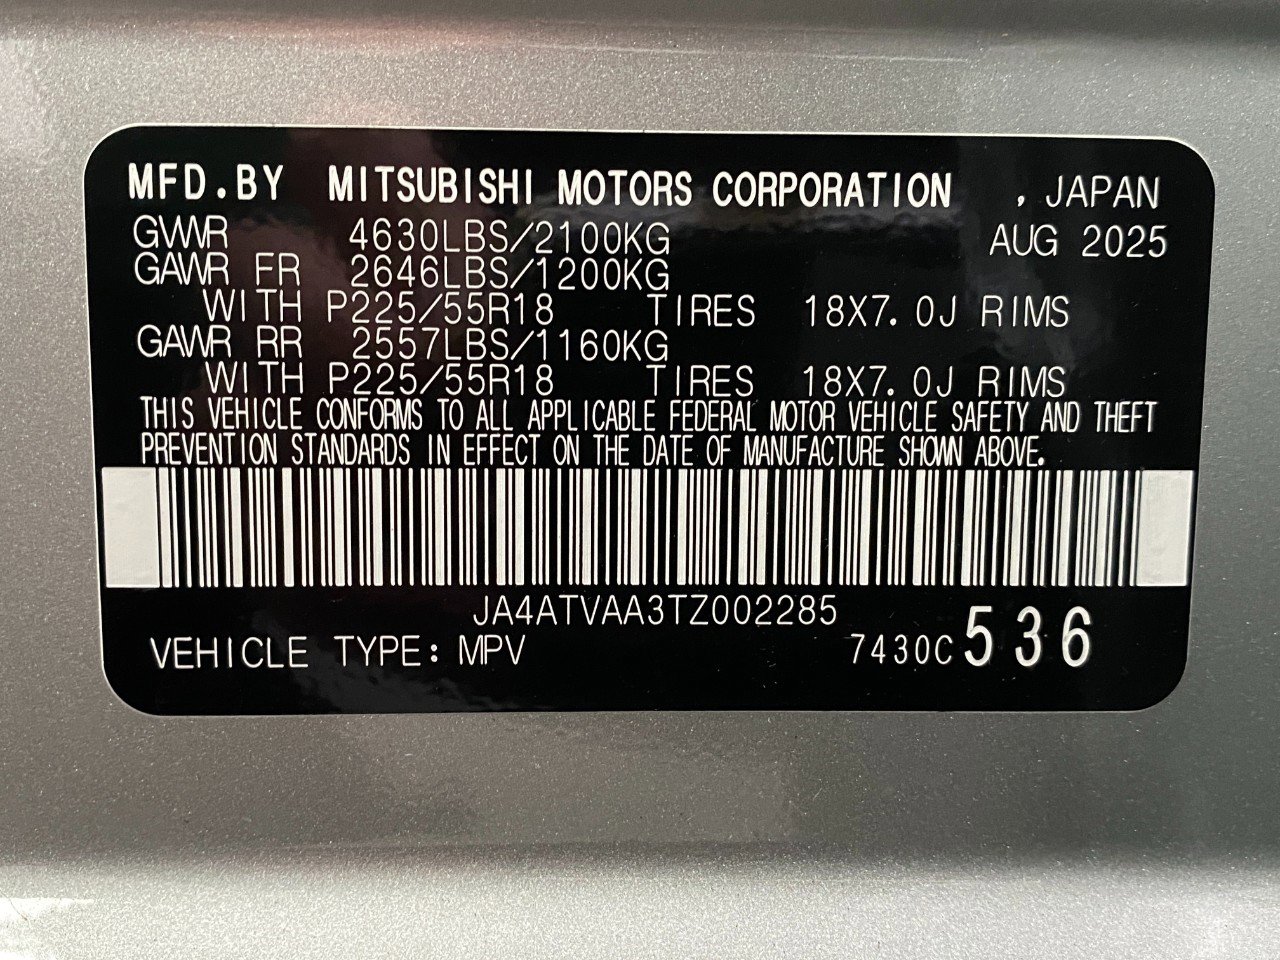 MFD.BY MITSUBISHI MOTORS CORPORATION , JAPAN
GVWR 4630LBS/2100KG AUG 2025
GAWR FR 2646LBS/1200KG
WITH P225/55R18 TIRES 18X7.0J RIMS
GAWR RR 2557LBS/1160KG
WITH P225/55R18 TIRES 18X7.0J RIMS
THIS VEHICLE CONFORMS TO ALL APPLICABLE FEDERAL MOTOR VEHICLE SAFETY AND THEFT
PREVENTION STANDARDS IN EFFECT ON THE DATE OF MANUFACTURE SHOWN ABOVE.
JA4ATVAA3TZ002285
VEHICLE TYPE: MPV 7430C 536